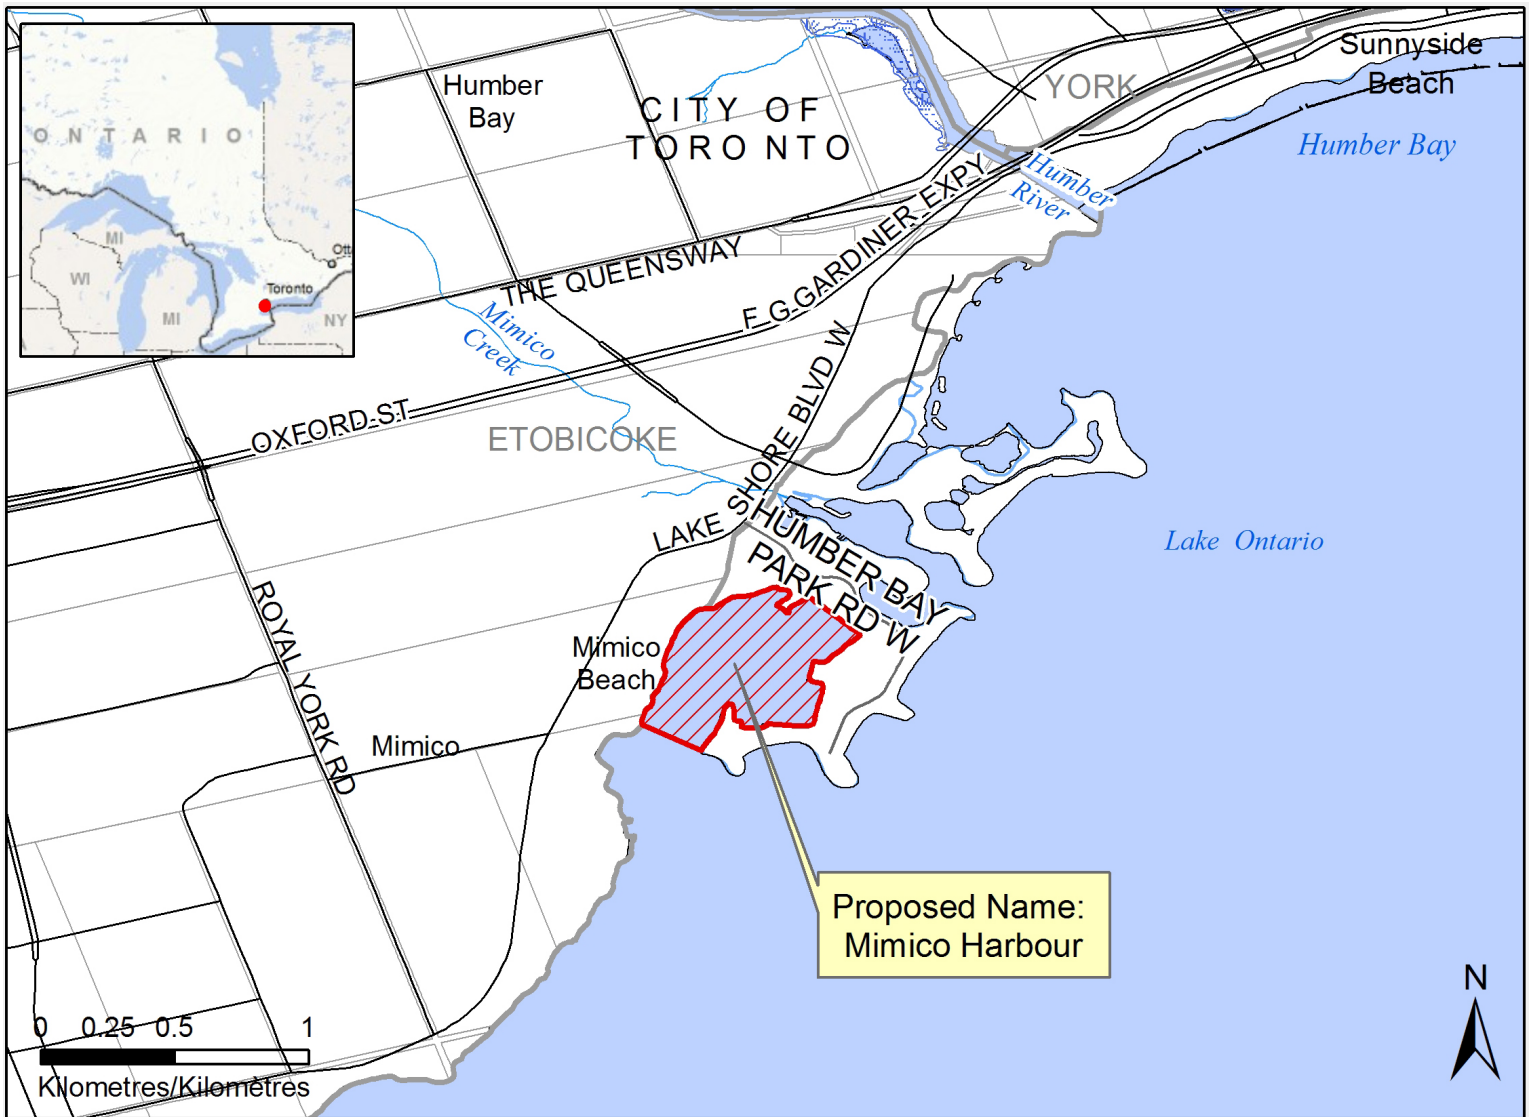 ONTARIO
MI
WI
MI
Ott
Toronto
NY
Humber
Bay
CITY OF
TORONTO
YORK
Sunnyside
Beach
Humber Bay
Humber
River
THE QUEENSWAY
F G GARDINER EXPY
Mimico
Creek
OXFORD ST
ETOBICOKE
LAKE SHORE BLVD W
HUMBER BAY
PARK RD W
Lake Ontario
ROYAL YORK RD
Mimico
Beach
Mimico
Proposed Name:
Mimico Harbour
N
0 0.25 0.5 1
Kilometres/Kilomètres